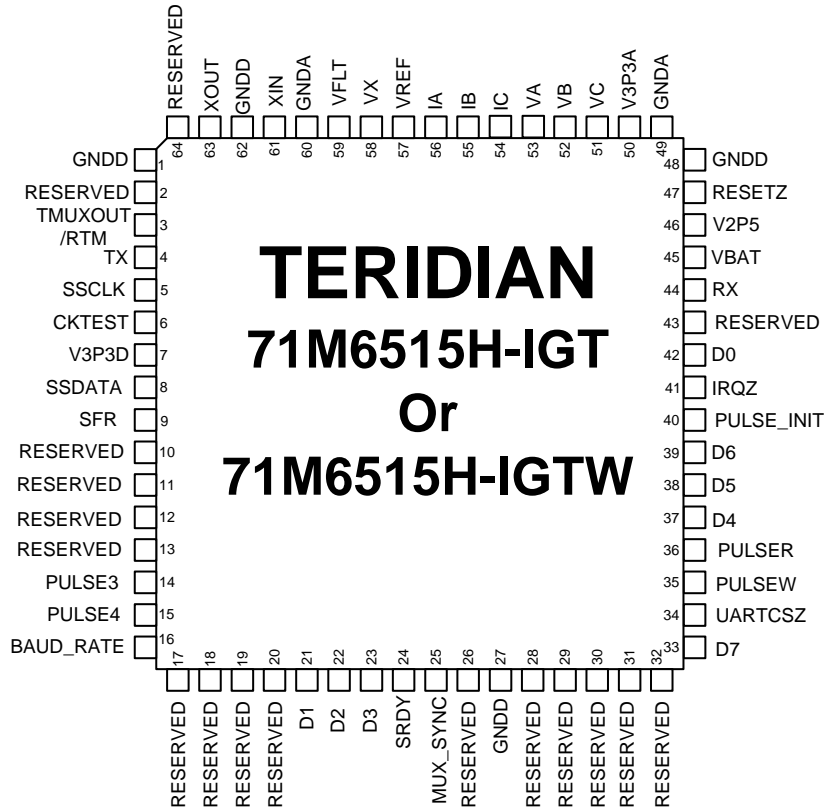 RESERVED
XOUT
GNDD
XIN
GNDA
VFLT
VX
VREF
IA
IB
IC
VA
VB
VC
V3P3A
GNDA
64
63
62
61
60
59
58
57
56
55
54
53
52
51
50
49
GNDD 1
RESERVED 2
TMUXOUT
/RTM 3
TX 4
SSCLK 5
CKTEST 6
V3P3D 7
SSDATA 8
SFR 9
RESERVED 10
RESERVED 11
RESERVED 12
RESERVED 13
PULSE3 14
PULSE4 15
BAUD_RATE 16
TERIDIAN
71M6515H-IGT
Or
71M6515H-IGTW
48 GNDD
47 RESETZ
46 V2P5
45 VBAT
44 RX
43 RESERVED
42 D0
41 IRQZ
40 PULSE_INIT
39 D6
38 D5
37 D4
36 PULSER
35 PULSEW
34 UARTCSZ
33 D7
17
18
19
20
21
22
23
24
25
26
27
28
29
30
31
32
RESERVED
RESERVED
RESERVED
RESERVED
D1
D2
D3
SRDY
MUX_SYNC
RESERVED
GNDD
RESERVED
RESERVED
RESERVED
RESERVED
RESERVED